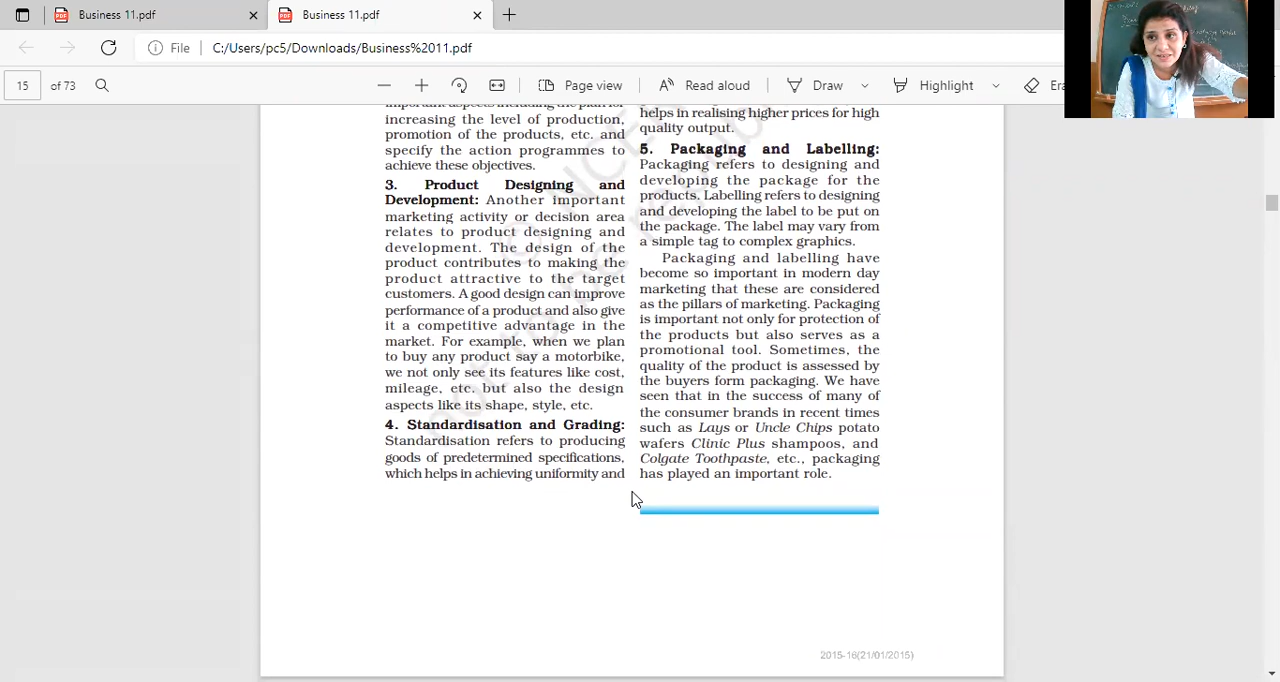 Business 11.pdf
Business 11.pdf
File
C:/Users/pc5/Downloads/Business%2011.pdf
15
of 73
Page view
Read aloud
Draw
Highlight
important aspects including the plan for
increasing the level of production,
promotion of the products, etc. and
specify the action programmes to
achieve these objectives.
3. Product Designing and
Development: Another important
marketing activity or decision area
relates to product designing and
development. The design of the
product contributes to making the
product attractive to the target
customers. A good design can improve
performance of a product and also give
it a competitive advantage in the
market. For example, when we plan
to buy any product say a motorbike,
we not only see its features like cost,
mileage, etc. but also the design
aspects like its shape, style, etc.
4. Standardisation and Grading:
Standardisation refers to producing
goods of predetermined specifications,
which helps in achieving uniformity and
helps in realising higher prices for high
quality output.
5. Packaging and Labelling:
Packaging refers to designing and
developing the package for the
products. Labelling refers to designing
and developing the label to be put on
the package. The label may vary from
a simple tag to complex graphics.
Packaging and labelling have
become so important in modern day
marketing that these are considered
as the pillars of marketing. Packaging
is important not only for protection of
the products but also serves as a
promotional tool. Sometimes, the
quality of the product is assessed by
the buyers form packaging. We have
seen that in the success of many of
the consumer brands in recent times
such as Lays or Uncle Chips potato
wafers Clinic Plus shampoos, and
Colgate Toothpaste, etc., packaging
has played an important role.
2015-16(21/01/2015)